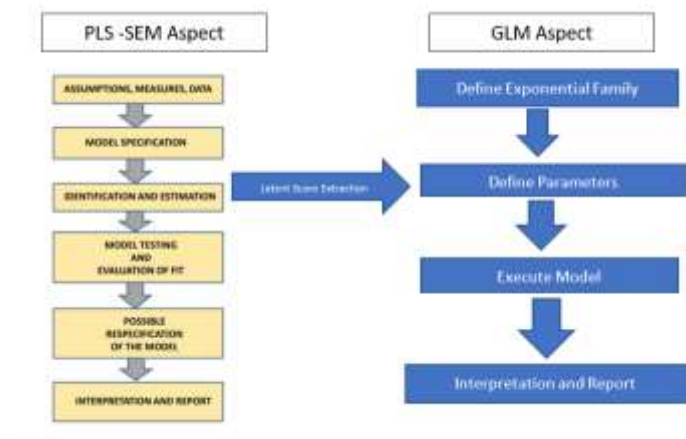 PLS -SEM Aspect
GLM Aspect
ASSUMPTIONS, MEASURES, DATA
MODEL SPECIFICATION
IDENTIFICATION AND ESTIMATION
MODEL TESTING
AND
EVALUATION OF FIT
POSSIBLE
RESPECIFICATION
OF THE MODEL
INTERPRETATION AND REPORT
Latent Score Extraction
Define Exponential Family
Define Parameters
Execute Model
Interpretation and Report